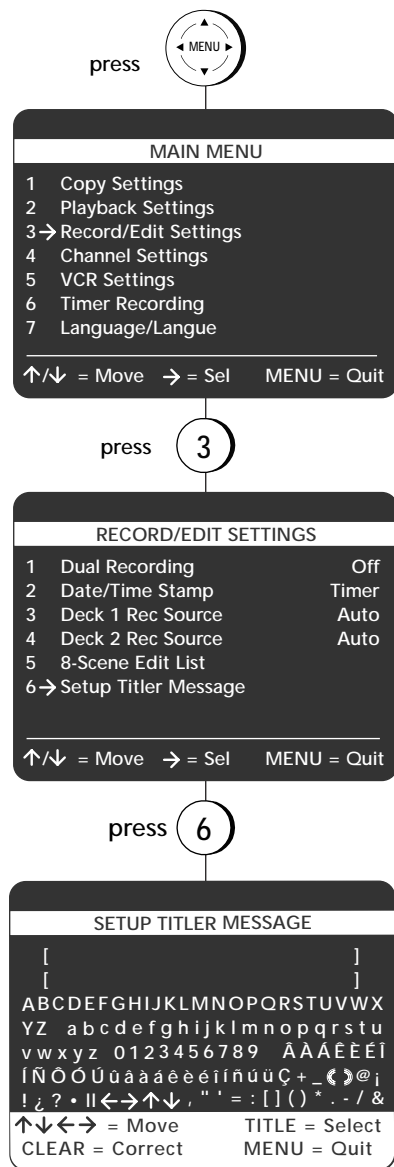 press
◄ MENU ►
MAIN MENU
1 Copy Settings
2 Playback Settings
3→ Record/Edit Settings
4 Channel Settings
5 VCR Settings
6 Timer Recording
7 Language/Langue
↑/↓ = Move → = Sel MENU = Quit
press 3
RECORD/EDIT SETTINGS
1 Dual Recording Off
2 Date/Time Stamp Timer
3 Deck 1 Rec Source Auto
4 Deck 2 Rec Source Auto
5 8-Scene Edit List
6→ Setup Titler Message
↑/↓ = Move → = Sel MENU = Quit
press 6
SETUP TITLER MESSAGE
[ ]
[ ]
ABCDEFGHIJKLMNOPQRSTUVWX
YZ abcdefghijklmnopqrstu
vwxyz 0123456789 ÂÀÁÊÈÉÎ
ÍÑÔÓÚûâàáêèéîíñúüÇ+_❨❩@¡
!¿?•II←→↑↓,"'=:[]()*.-/&
↑↓←→ = Move TITLE = Select
CLEAR = Correct MENU = Quit